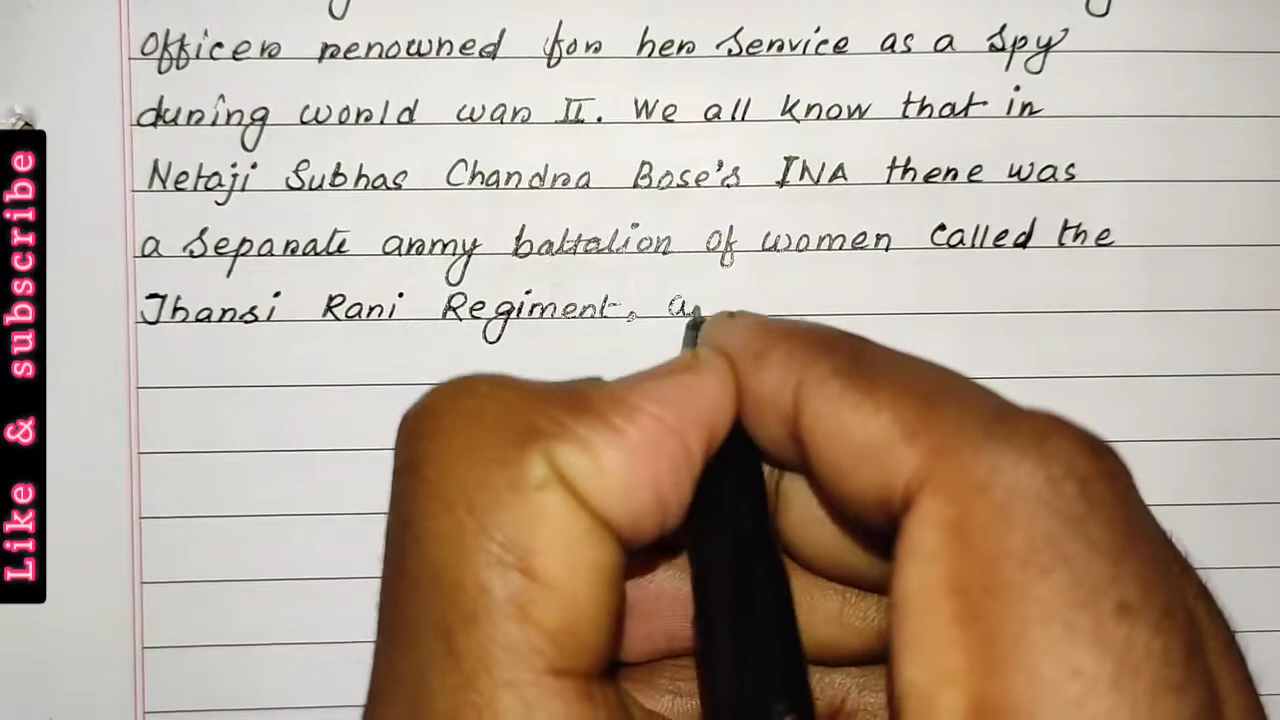 Officer renowned for her service as a spy
during world war II. We all know that in
Netaji Subhas Chandra Bose's INA there was
a separate army battalion of women called the
Jhansi Rani Regiment,
Like & subscribe